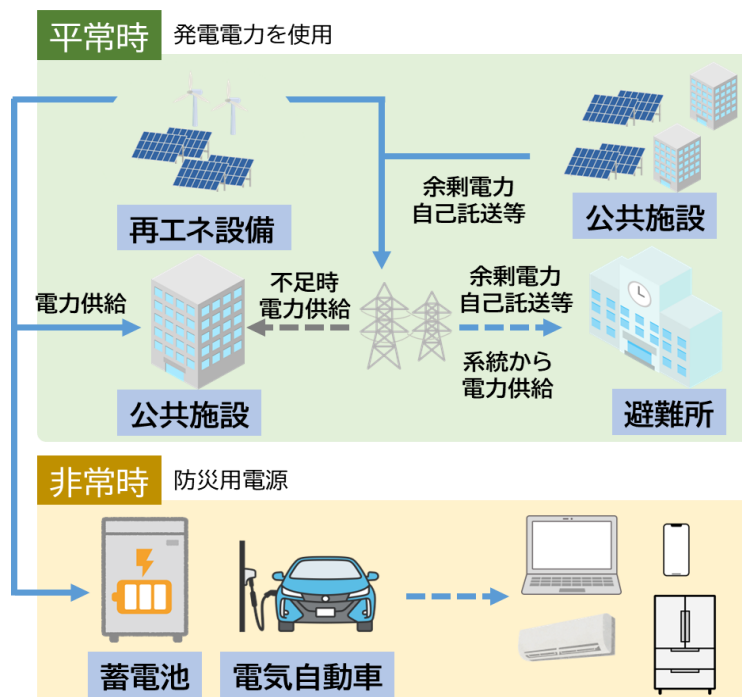 平常時
発電電力を使用
再エネ設備
余剰電力
自己託送等
公共施設
電力供給
不足時
電力供給
余剰電力
自己託送等
系統から
電力供給
公共施設
避難所
非常時
防災用電源
蓄電池
電気自動車